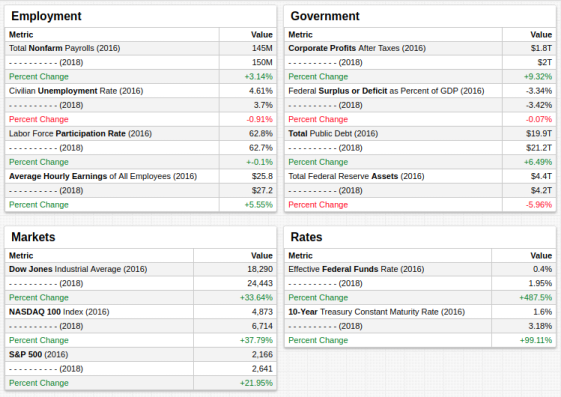 Employment
Metric Value
Total Nonfarm Payrolls (2016) 145M
- - - - - - - - - - (2018) 150M
Percent Change +3.14%
Civilian Unemployment Rate (2016) 4.61%
- - - - - - - - - - (2018) 3.7%
Percent Change -0.91%
Labor Force Participation Rate (2016) 62.8%
- - - - - - - - - - (2018) 62.7%
Percent Change +-0.1%
Average Hourly Earnings of All Employees (2016) $25.8
- - - - - - - - - - (2018) $27.2
Percent Change +5.55%
Government
Metric Value
Corporate Profits After Taxes (2016) $1.8T
- - - - - - - - - - (2018) $2T
Percent Change +9.32%
Federal Surplus or Deficit as Percent of GDP (2016) -3.34%
- - - - - - - - - - (2018) -3.42%
Percent Change -0.07%
Total Public Debt (2016) $19.9T
- - - - - - - - - - (2018) $21.2T
Percent Change +6.49%
Total Federal Reserve Assets (2016) $4.4T
- - - - - - - - - - (2018) $4.2T
Percent Change -5.96%
Markets
Metric Value
Dow Jones Industrial Average (2016) 18,290
- - - - - - - - - - (2018) 24,443
Percent Change +33.64%
NASDAQ 100 Index (2016) 4,873
- - - - - - - - - - (2018) 6,714
Percent Change +37.79%
S&P 500 (2016) 2,166
- - - - - - - - - - (2018) 2,641
Percent Change +21.95%
Rates
Metric Value
Effective Federal Funds Rate (2016) 0.4%
- - - - - - - - - - (2018) 1.95%
Percent Change +487.5%
10-Year Treasury Constant Maturity Rate (2016) 1.6%
- - - - - - - - - - (2018) 3.18%
Percent Change +99.11%